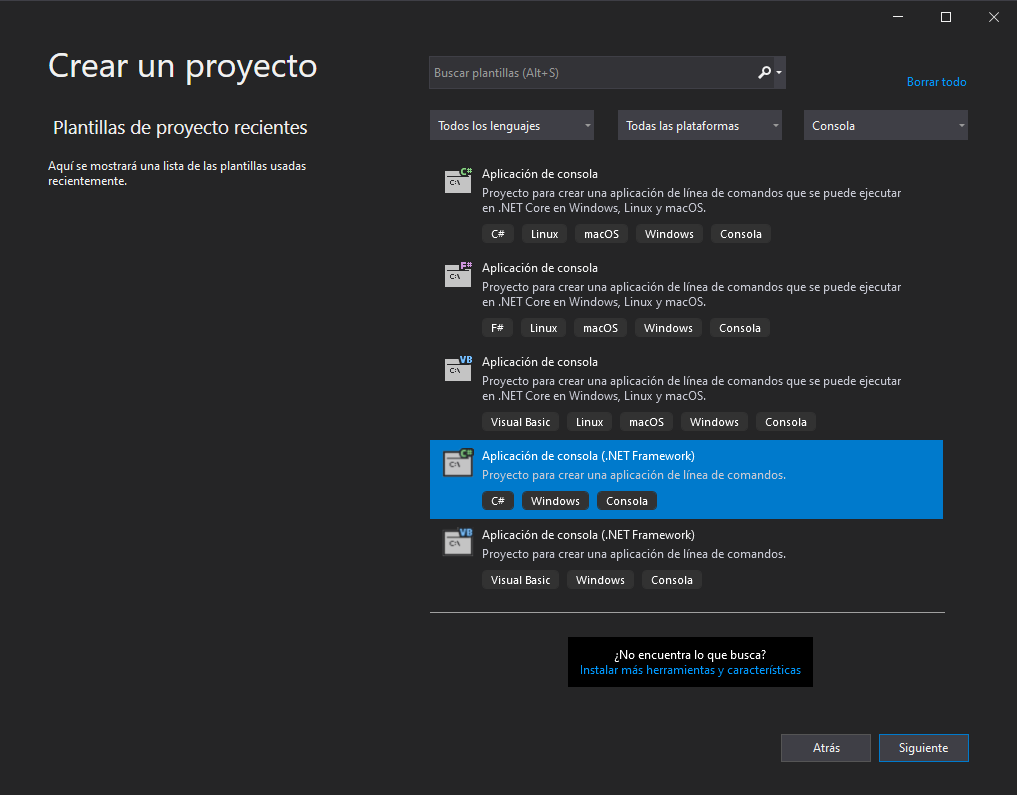 Crear un proyecto
Plantillas de proyecto recientes
Aquí se mostrará una lista de las plantillas usadas
recientemente.
Buscar plantillas (Alt+S)
Borrar todo
Todos los lenguajes
Todas las plataformas
Consola
C#
C:\
Aplicación de consola
Proyecto para crear una aplicación de línea de comandos que se puede ejecutar
en .NET Core en Windows, Linux y macOS.
C# Linux macOS Windows Consola
F#
C:\
Aplicación de consola
Proyecto para crear una aplicación de línea de comandos que se puede ejecutar
en .NET Core en Windows, Linux y macOS.
F# Linux macOS Windows Consola
VB
C:\
Aplicación de consola
Proyecto para crear una aplicación de línea de comandos que se puede ejecutar
en .NET Core en Windows, Linux y macOS.
Visual Basic Linux macOS Windows Consola
C#
C:\
Aplicación de consola (.NET Framework)
Proyecto para crear una aplicación de línea de comandos.
C# Windows Consola
VB
C:\
Aplicación de consola (.NET Framework)
Proyecto para crear una aplicación de línea de comandos.
Visual Basic Windows Consola
¿No encuentra lo que busca?
Instalar más herramientas y características
Atrás
Siguiente